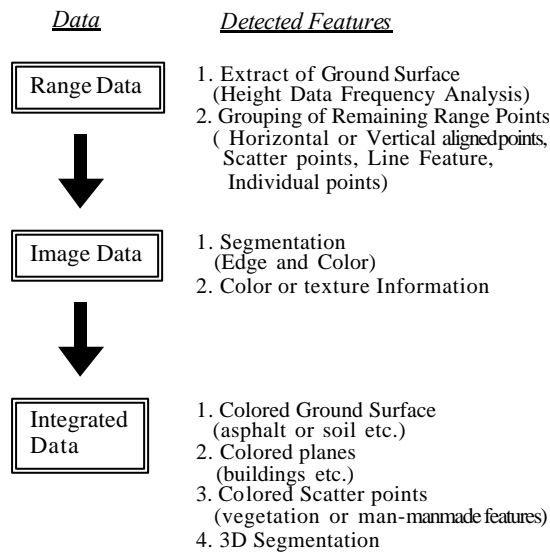 Data
Detected Features
Range Data
1. Extract of Ground Surface
(Height Data Frequency Analysis)
2. Grouping of Remaining Range Points
( Horizontal or Vertical alignedpoints,
Scatter points, Line Feature,
Individual points)
Image Data
1. Segmentation
(Edge and Color)
2. Color or texture Information
Integrated
Data
1. Colored Ground Surface
(asphalt or soil etc.)
2. Colored planes
(buildings etc.)
3. Colored Scatter points
(vegetation or man-manmade features)
4. 3D Segmentation